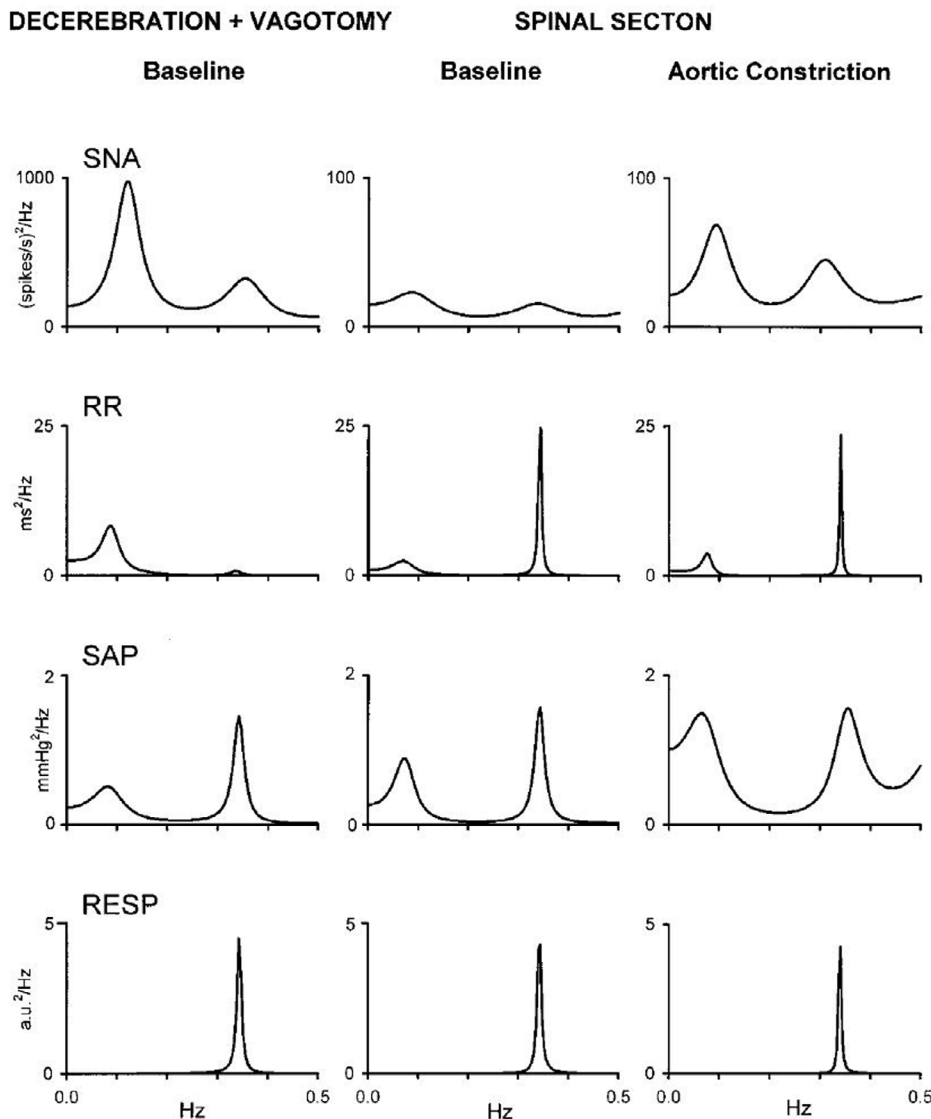 DECEREBRATION + VAGOTOMY SPINAL SECTON
Baseline Baseline Aortic Constriction
SNA
1000 100 100
(spikes/s)²/Hz
0 0 0
RR
25 25 25
ms²/Hz
0 0 0
SAP
2 2 2
mmHg²/Hz
0 0 0
RESP
5 5 5
a.u.²/Hz
0 0 0
0.0 0.5 0.0 0.5 0.0 0.5
Hz Hz Hz